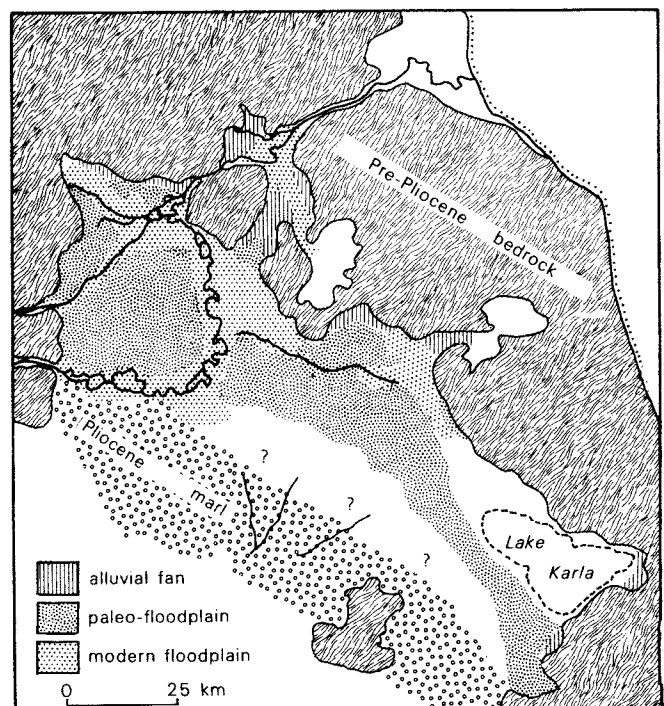 Pre-Pliocene bedrock
Pliocene marl
?
?
?
Lake
Karla
alluvial fan
paleo-floodplain
modern floodplain
0 25 km